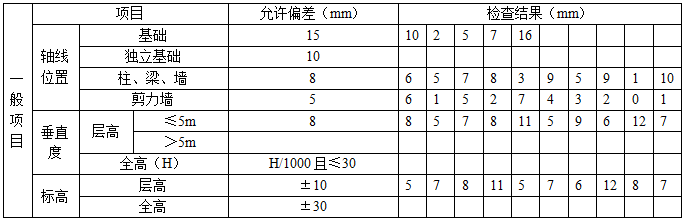 项目 允许偏差（mm） 检查结果（mm）
一般项目
轴线位置
基础 15 10 2 5 7 16
独立基础 10
柱、梁、墙 8 6 5 7 8 3 9 5 9 1 10
剪力墙 5 6 1 5 2 7 4 3 2 0 1
垂直度
层高
≤5m 8 8 5 7 8 11 5 9 6 12 7
＞5m
全高（H） H/1000 且≤30
标高
层高 ±10 5 7 8 11 5 7 6 12 8 7
全高 ±30